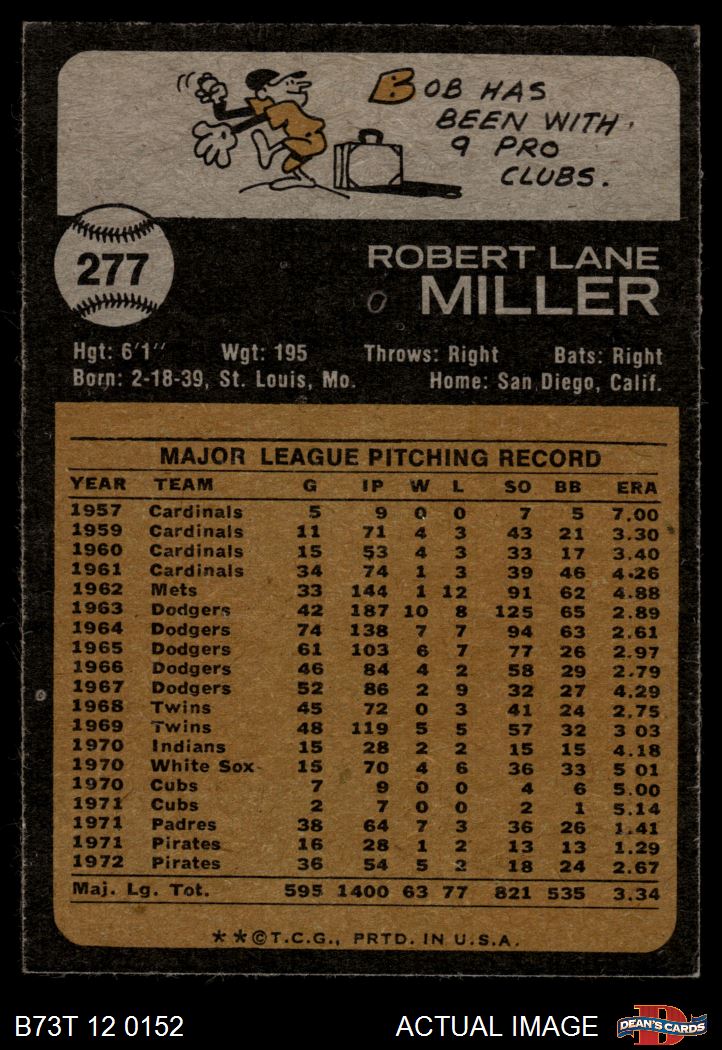 BOB HAS
BEEN WITH
9 PRO
CLUBS.
277
ROBERT LANE
MILLER
Hgt: 6'1" Wgt: 195 Throws: Right Bats: Right
Born: 2-18-39, St. Louis, Mo. Home: San Diego, Calif.
MAJOR LEAGUE PITCHING RECORD
YEAR TEAM G IP W L SO BB ERA
1957 Cardinals 5 9 0 0 7 5 7.00
1959 Cardinals 11 71 4 3 43 21 3.30
1960 Cardinals 15 53 4 3 33 17 3.40
1961 Cardinals 34 74 1 3 39 46 4.26
1962 Mets 33 144 1 12 91 62 4.88
1963 Dodgers 42 187 10 8 125 65 2.89
1964 Dodgers 74 138 7 7 94 63 2.61
1965 Dodgers 61 103 6 7 77 26 2.97
1966 Dodgers 46 84 4 2 58 29 2.79
1967 Dodgers 52 86 2 9 32 27 4.29
1968 Twins 45 72 0 3 41 24 2.75
1969 Twins 48 119 5 5 57 32 3 03
1970 Indians 15 28 2 2 15 15 4.18
1970 White Sox 15 70 4 6 36 33 5 01
1970 Cubs 7 9 0 0 4 6 5.00
1971 Cubs 2 7 0 0 2 1 5.14
1971 Padres 38 64 7 3 36 26 1.41
1971 Pirates 16 28 1 2 13 13 1.29
1972 Pirates 36 54 5 2 18 24 2.67
Maj. Lg. Tot. 595 1400 63 77 821 535 3.34
**©T.C.G., PRTD. IN U.S.A.
B73T 12 0152 ACTUAL IMAGE D DEAN'S CARDS